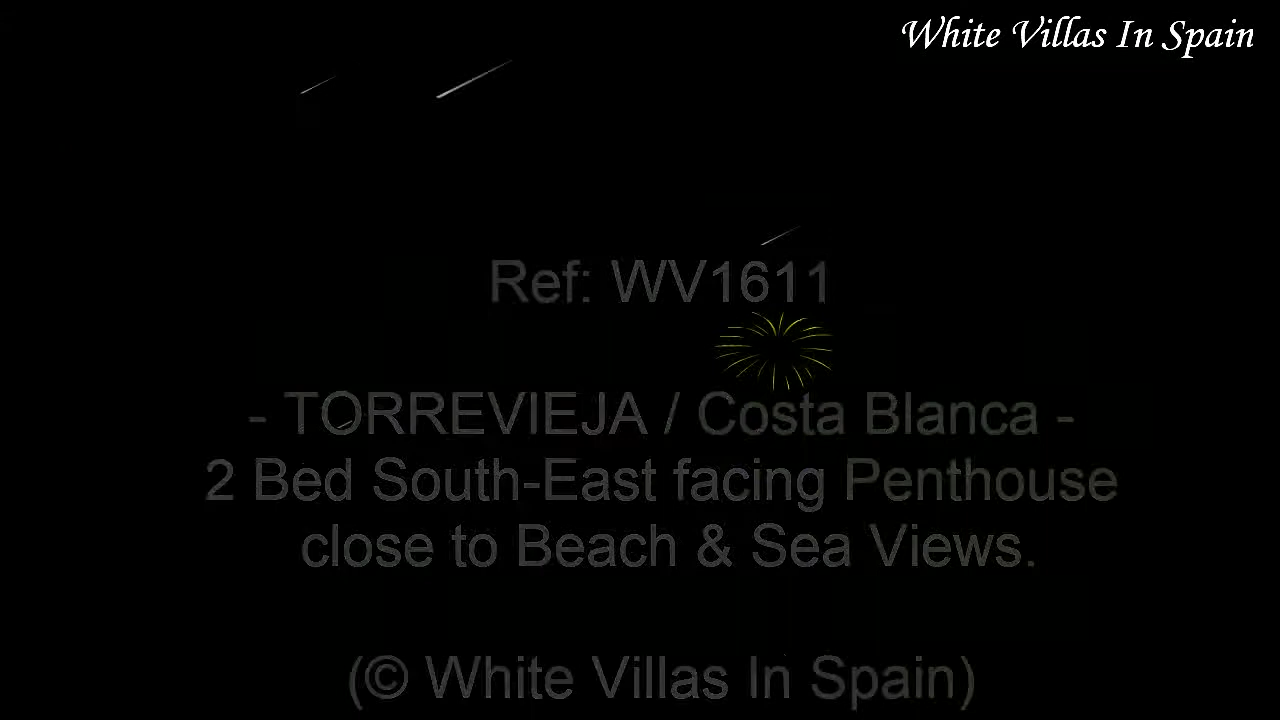 White Villas In Spain
Ref: WV1611
- TORREVIEJA / Costa Blanca -
2 Bed South-East facing Penthouse
close to Beach & Sea Views.
(© White Villas In Spain)